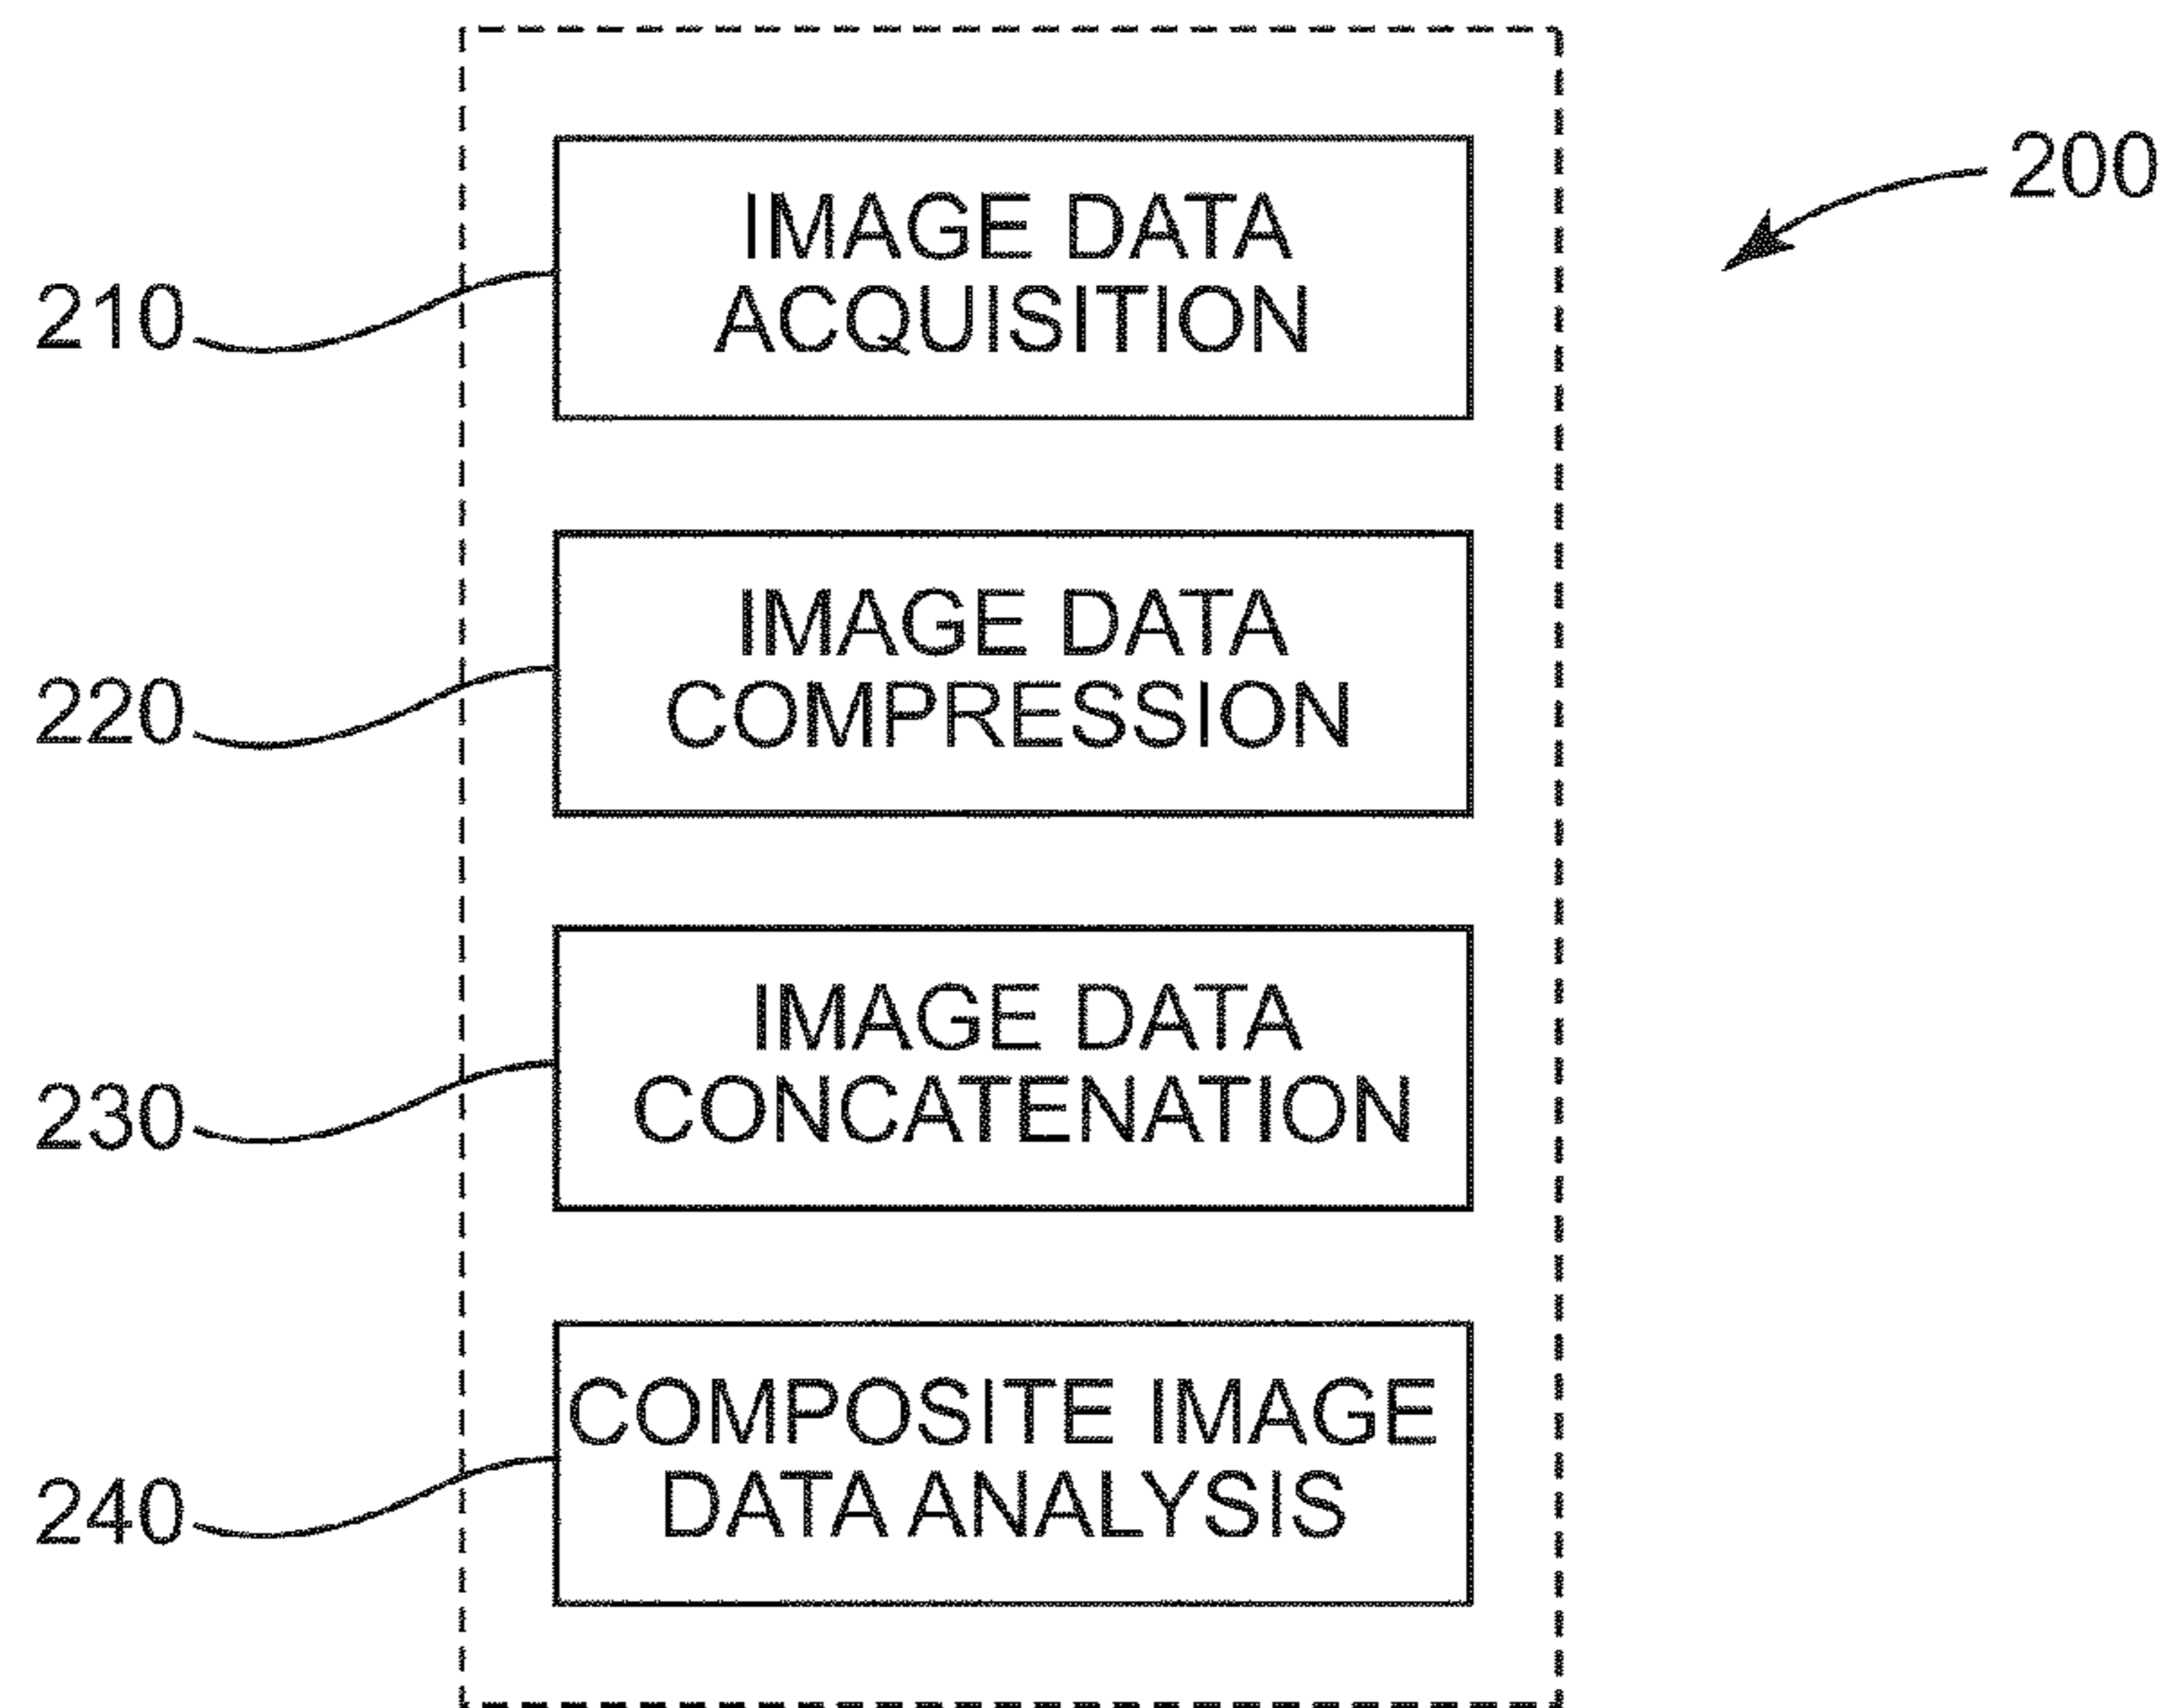 200
IMAGE DATA
ACQUISITION
210
IMAGE DATA
COMPRESSION
220
IMAGE DATA
CONCATENATION
230
COMPOSITE IMAGE
DATA ANALYSIS
240